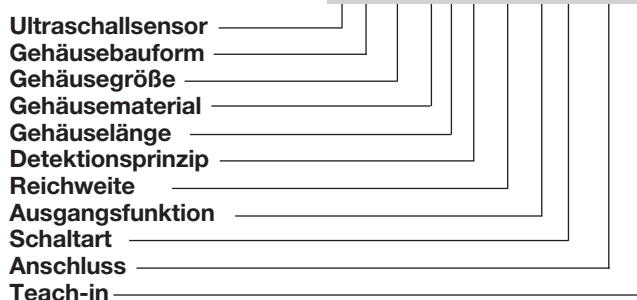 Ultraschallsensor
Gehäusebauform
Gehäusegröße
Gehäusematerial
Gehäuselänge
Detektionsprinzip
Reichweite
Ausgangsfunktion
Schaltart
Anschluss
Teach-in